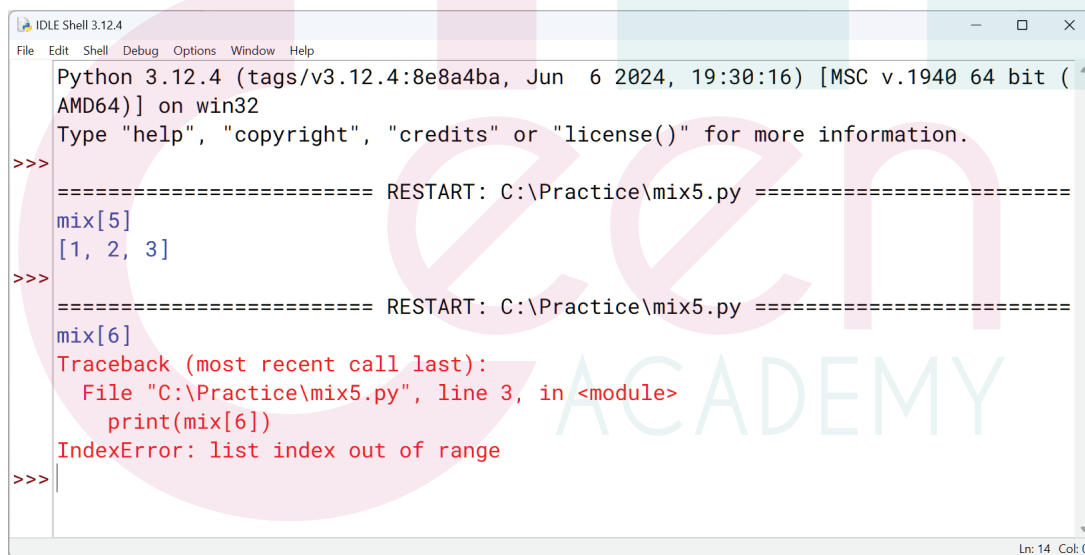 IDLE Shell 3.12.4
File Edit Shell Debug Options Window Help
Python 3.12.4 (tags/v3.12.4:8e8a4ba, Jun  6 2024, 19:30:16) [MSC v.1940 64 bit (
AMD64)] on win32
Type "help", "copyright", "credits" or "license()" for more information.
>>>
========================= RESTART: C:\Practice\mix5.py =========================
mix[5]
[1, 2, 3]
>>>
========================= RESTART: C:\Practice\mix5.py =========================
mix[6]
Traceback (most recent call last):
  File "C:\Practice\mix5.py", line 3, in <module>
    print(mix[6])
IndexError: list index out of range
>>>
Ceen
ACADEMY
Ln: 14 Col: 0